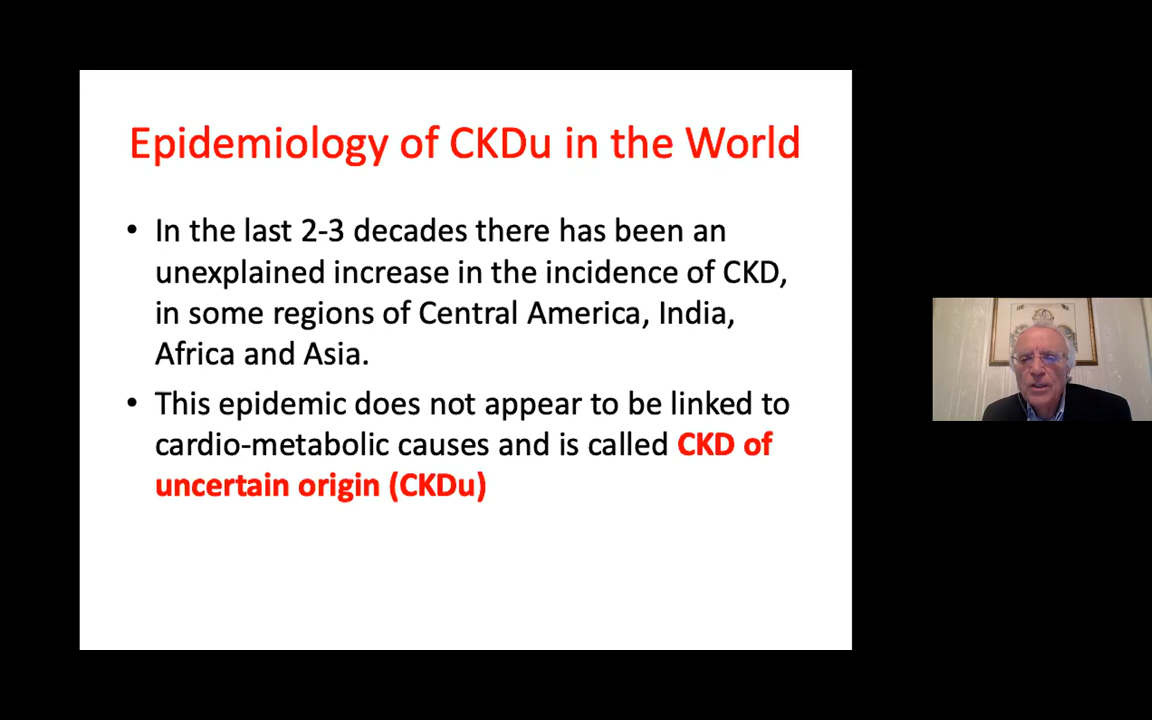 Epidemiology of CKDu in the World
• In the last 2-3 decades there has been an
unexplained increase in the incidence of CKD,
in some regions of Central America, India,
Africa and Asia.
• This epidemic does not appear to be linked to
cardio-metabolic causes and is called CKD of
uncertain origin (CKDu)